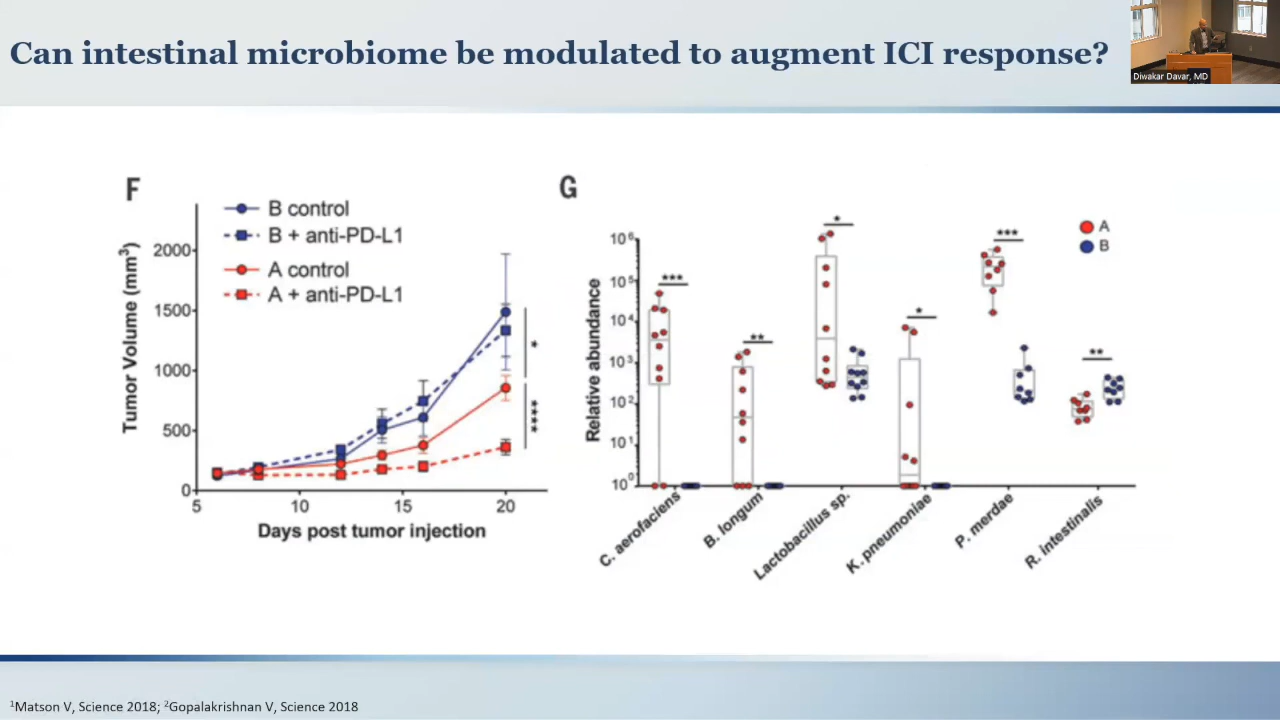 Can intestinal microbiome be modulated to augment ICI response?
Diwakar Davar, MD
F
B control
B + anti-PD-L1
A control
A + anti-PD-L1
Tumor Volume (mm³)
2000
1500
1000
500
0
5
10
15
20
Days post tumor injection
*
****
G
A
B
Relative abundance
10⁶
10⁵
10⁴
10³
10²
10¹
10⁰
***
**
*
*
***
**
C. aerofaciens
B. longum
Lactobacillus sp.
K. pneumoniae
P. merdae
R. intestinalis
¹Matson V, Science 2018; ²Gopalakrishnan V, Science 2018